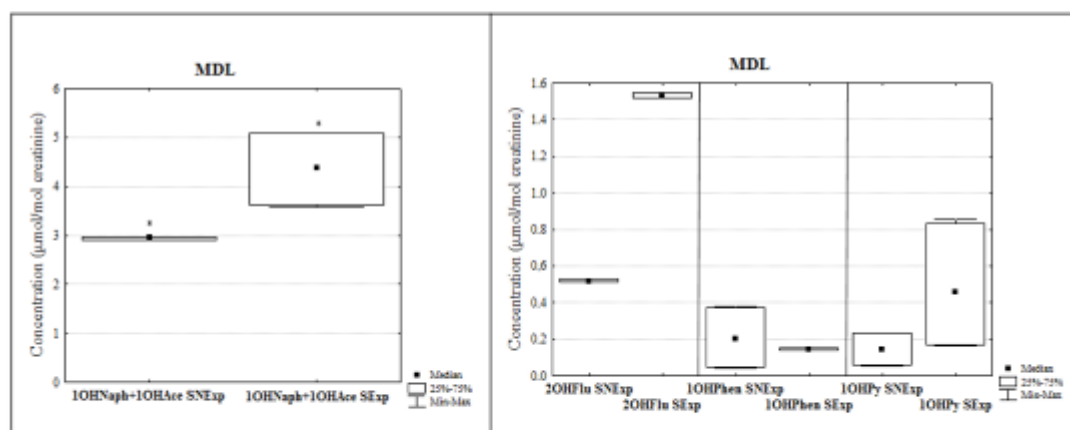 MDL
Concentration (μmol/mol creatinine)
6
5
4
3
2
1
0
1OHNaph+1OHAce SNExp
1OHNaph+1OHAce SExp
Median
25%-75%
Min-Max
MDL
Concentration (μmol/mol creatinine)
1.6
1.4
1.2
1.0
0.8
0.6
0.4
0.2
0.0
2OHFlu SNExp
2OHFlu SExp
1OHPhen SNExp
1OHPhen SExp
1OHPy SNExp
1OHPy SExp
Median
25%-75%
Min-Max